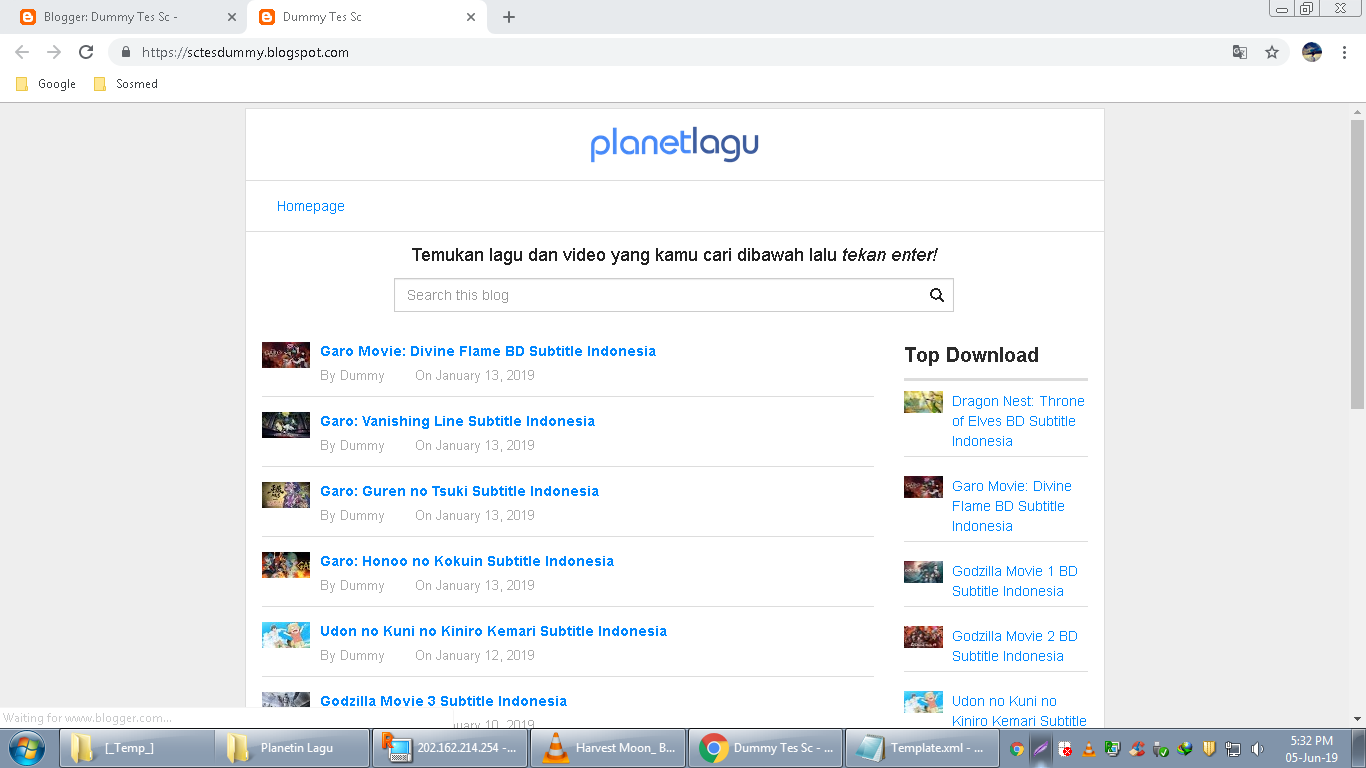 Blogger: Dummy Tes Sc -
Dummy Tes Sc
https://sctesdummy.blogspot.com
Google
Sosmed
planetlagu
Homepage
Temukan lagu dan video yang kamu cari dibawah lalu tekan enter!
Search this blog
Garo Movie: Divine Flame BD Subtitle Indonesia
By Dummy On January 13, 2019
Garo: Vanishing Line Subtitle Indonesia
By Dummy On January 13, 2019
Garo: Guren no Tsuki Subtitle Indonesia
By Dummy On January 13, 2019
Garo: Honoo no Kokuin Subtitle Indonesia
By Dummy On January 13, 2019
Udon no Kuni no Kiniro Kemari Subtitle Indonesia
By Dummy On January 12, 2019
Godzilla Movie 3 Subtitle Indonesia
uary 10, 2019
Top Download
Dragon Nest: Throne
of Elves BD Subtitle
Indonesia
Garo Movie: Divine
Flame BD Subtitle
Indonesia
Godzilla Movie 1 BD
Subtitle Indonesia
Godzilla Movie 2 BD
Subtitle Indonesia
Udon no Kuni no
Kiniro Kemari Subtitle
Waiting for www.blogger.com...
[_Temp_]
Planetin Lagu
202.162.214.254 -...
Harvest Moon_ B...
Dummy Tes Sc - ...
Template.xml - ...
5:32 PM
05-Jun-19